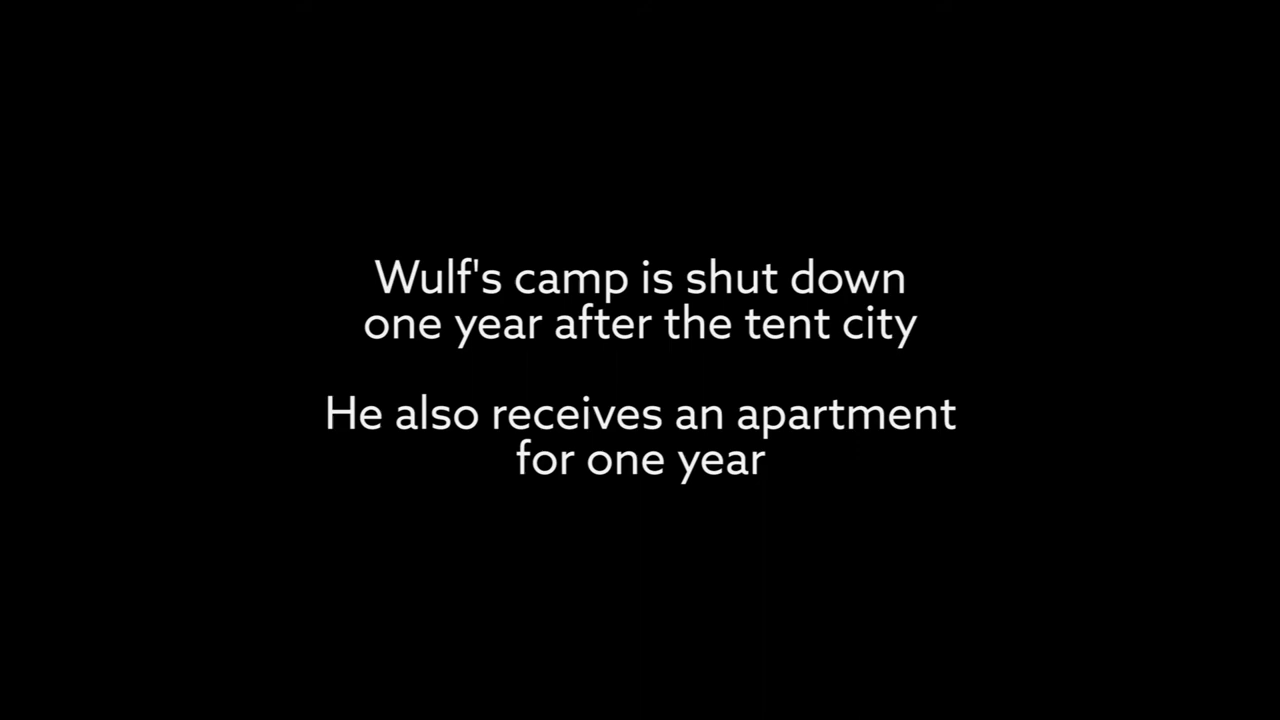 Wulf's camp is shut down
one year after the tent city
He also receives an apartment
for one year